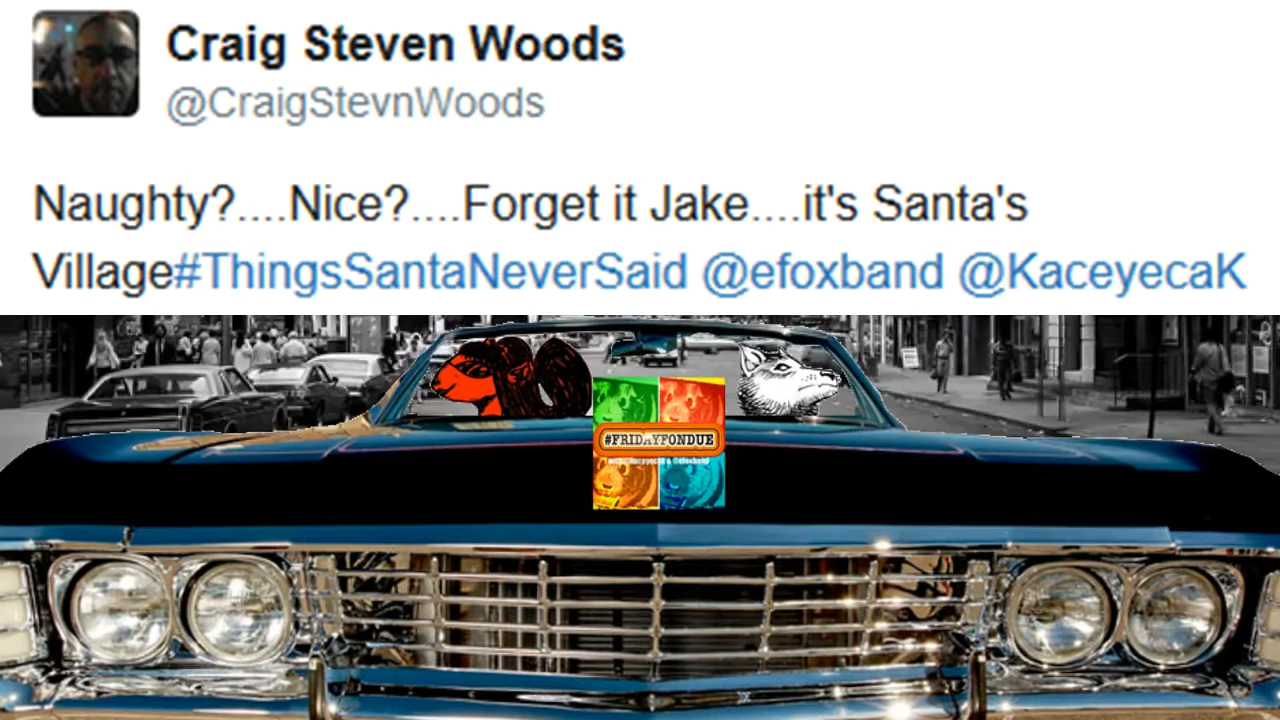 Craig Steven Woods
@CraigStevnWoods
Naughty?....Nice?....Forget it Jake....it's Santa's
Village#ThingsSantaNeverSaid @efoxband @KaceyecaK
#FRIDAYFONDUE